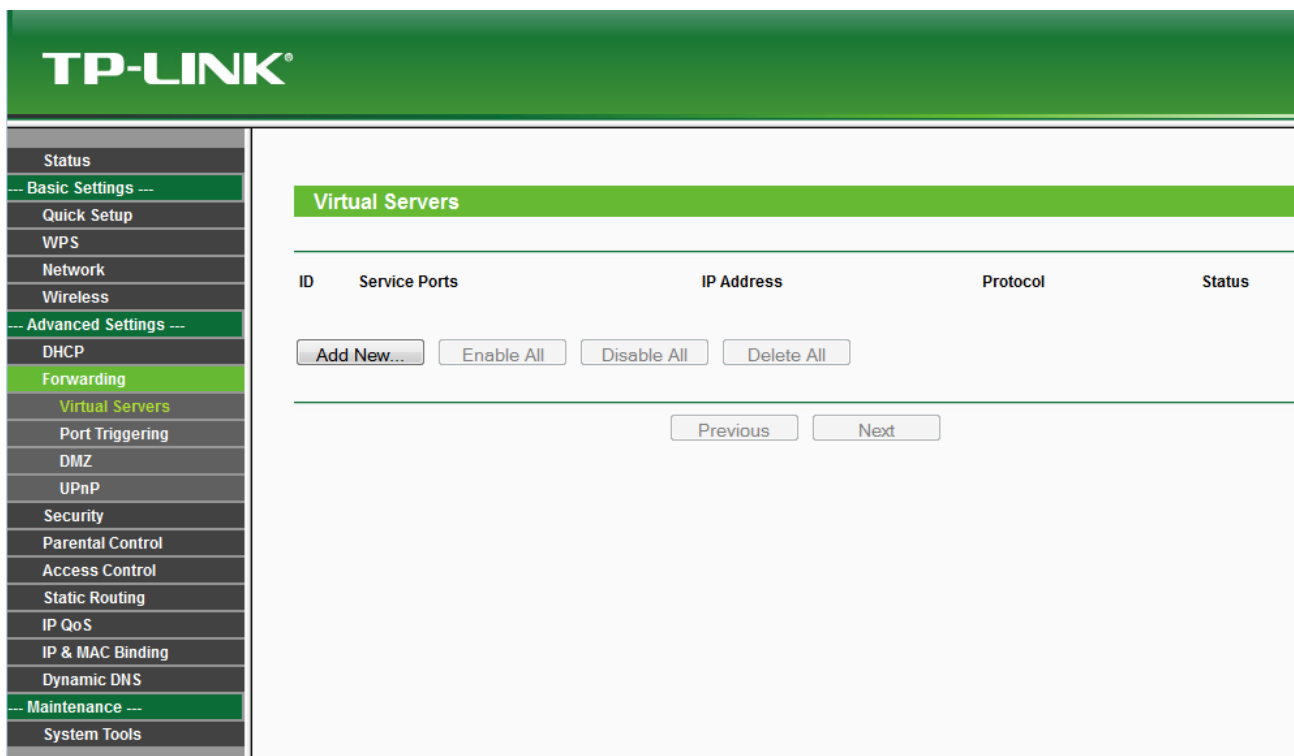 TP-LINK®
Status
--- Basic Settings ---
Quick Setup
WPS
Network
Wireless
--- Advanced Settings ---
DHCP
Forwarding
Virtual Servers
Port Triggering
DMZ
UPnP
Security
Parental Control
Access Control
Static Routing
IP QoS
IP & MAC Binding
Dynamic DNS
--- Maintenance ---
System Tools
Virtual Servers
ID Service Ports IP Address Protocol Status
Add New... Enable All Disable All Delete All
Previous Next